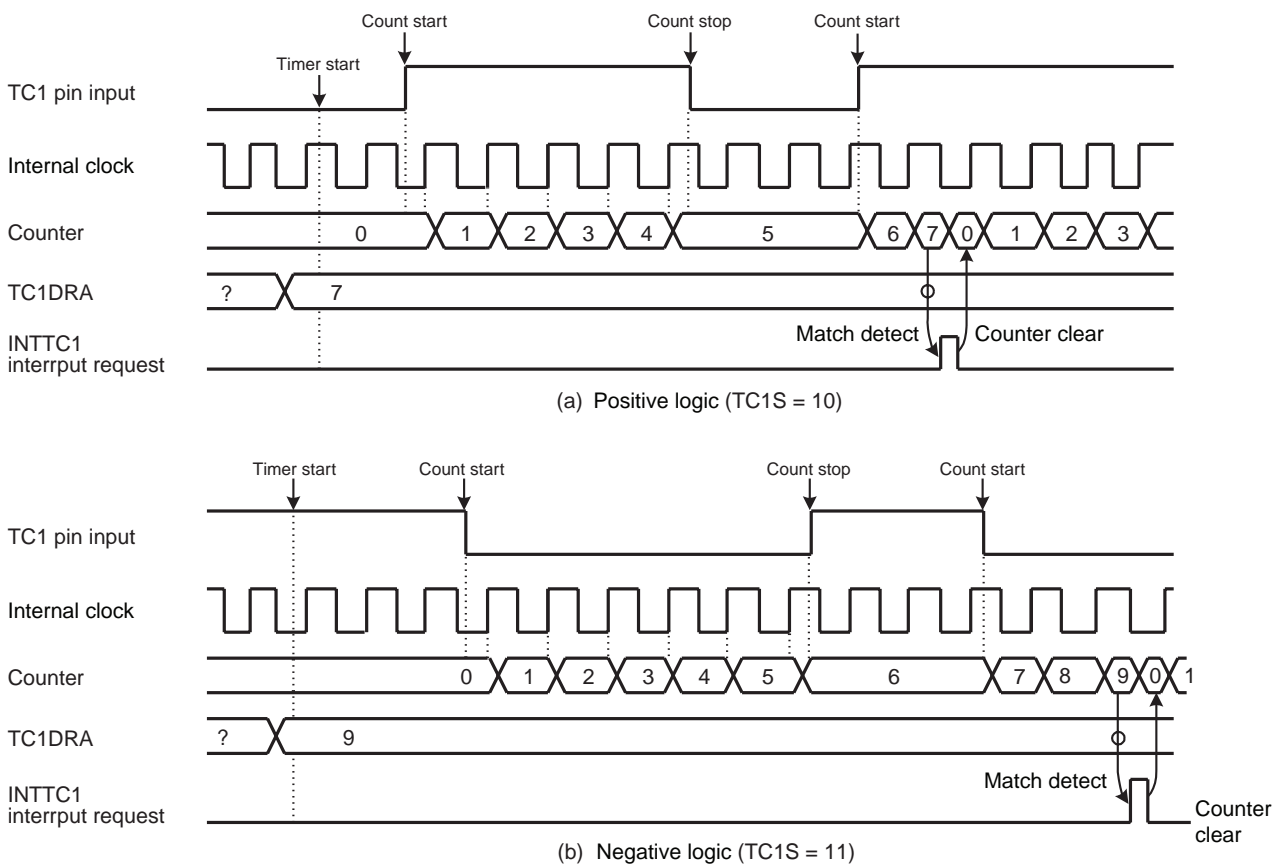 Count start
Count stop
Count start
Timer start
TC1 pin input
Internal clock
Counter
0 1 2 3 4 5 6 7 0 1 2 3
TC1DRA
? 7
INTTC1
interrput request
Match detect
Counter clear
(a) Positive logic (TC1S = 10)
Timer start
Count start
Count stop
Count start
TC1 pin input
Internal clock
Counter
0 1 2 3 4 5 6 7 8 9 0 1
TC1DRA
? 9
INTTC1
interrput request
Match detect
Counter
clear
(b) Negative logic (TC1S = 11)